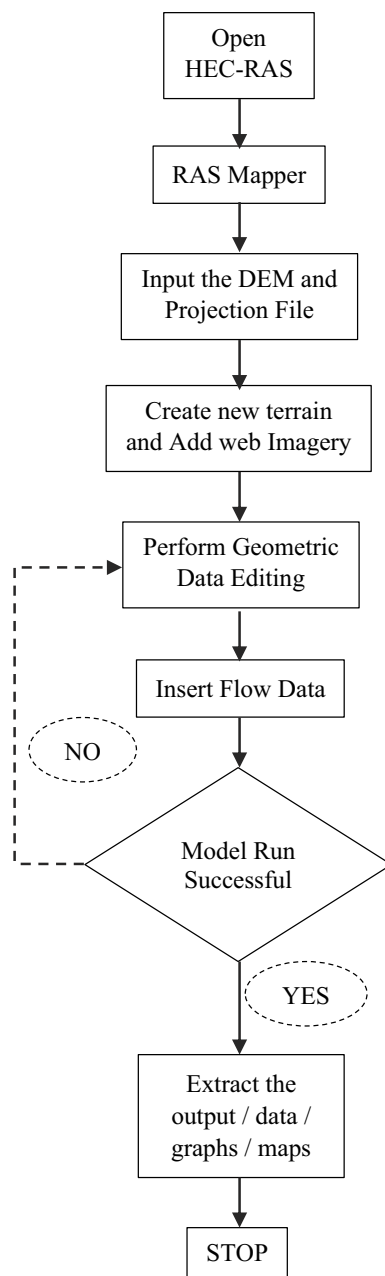 Open
HEC-RAS
RAS Mapper
Input the DEM and
Projection File
Create new terrain
and Add web Imagery
Perform Geometric
Data Editing
Insert Flow Data
NO
Model Run
Successful
YES
Extract the
output / data /
graphs / maps
STOP